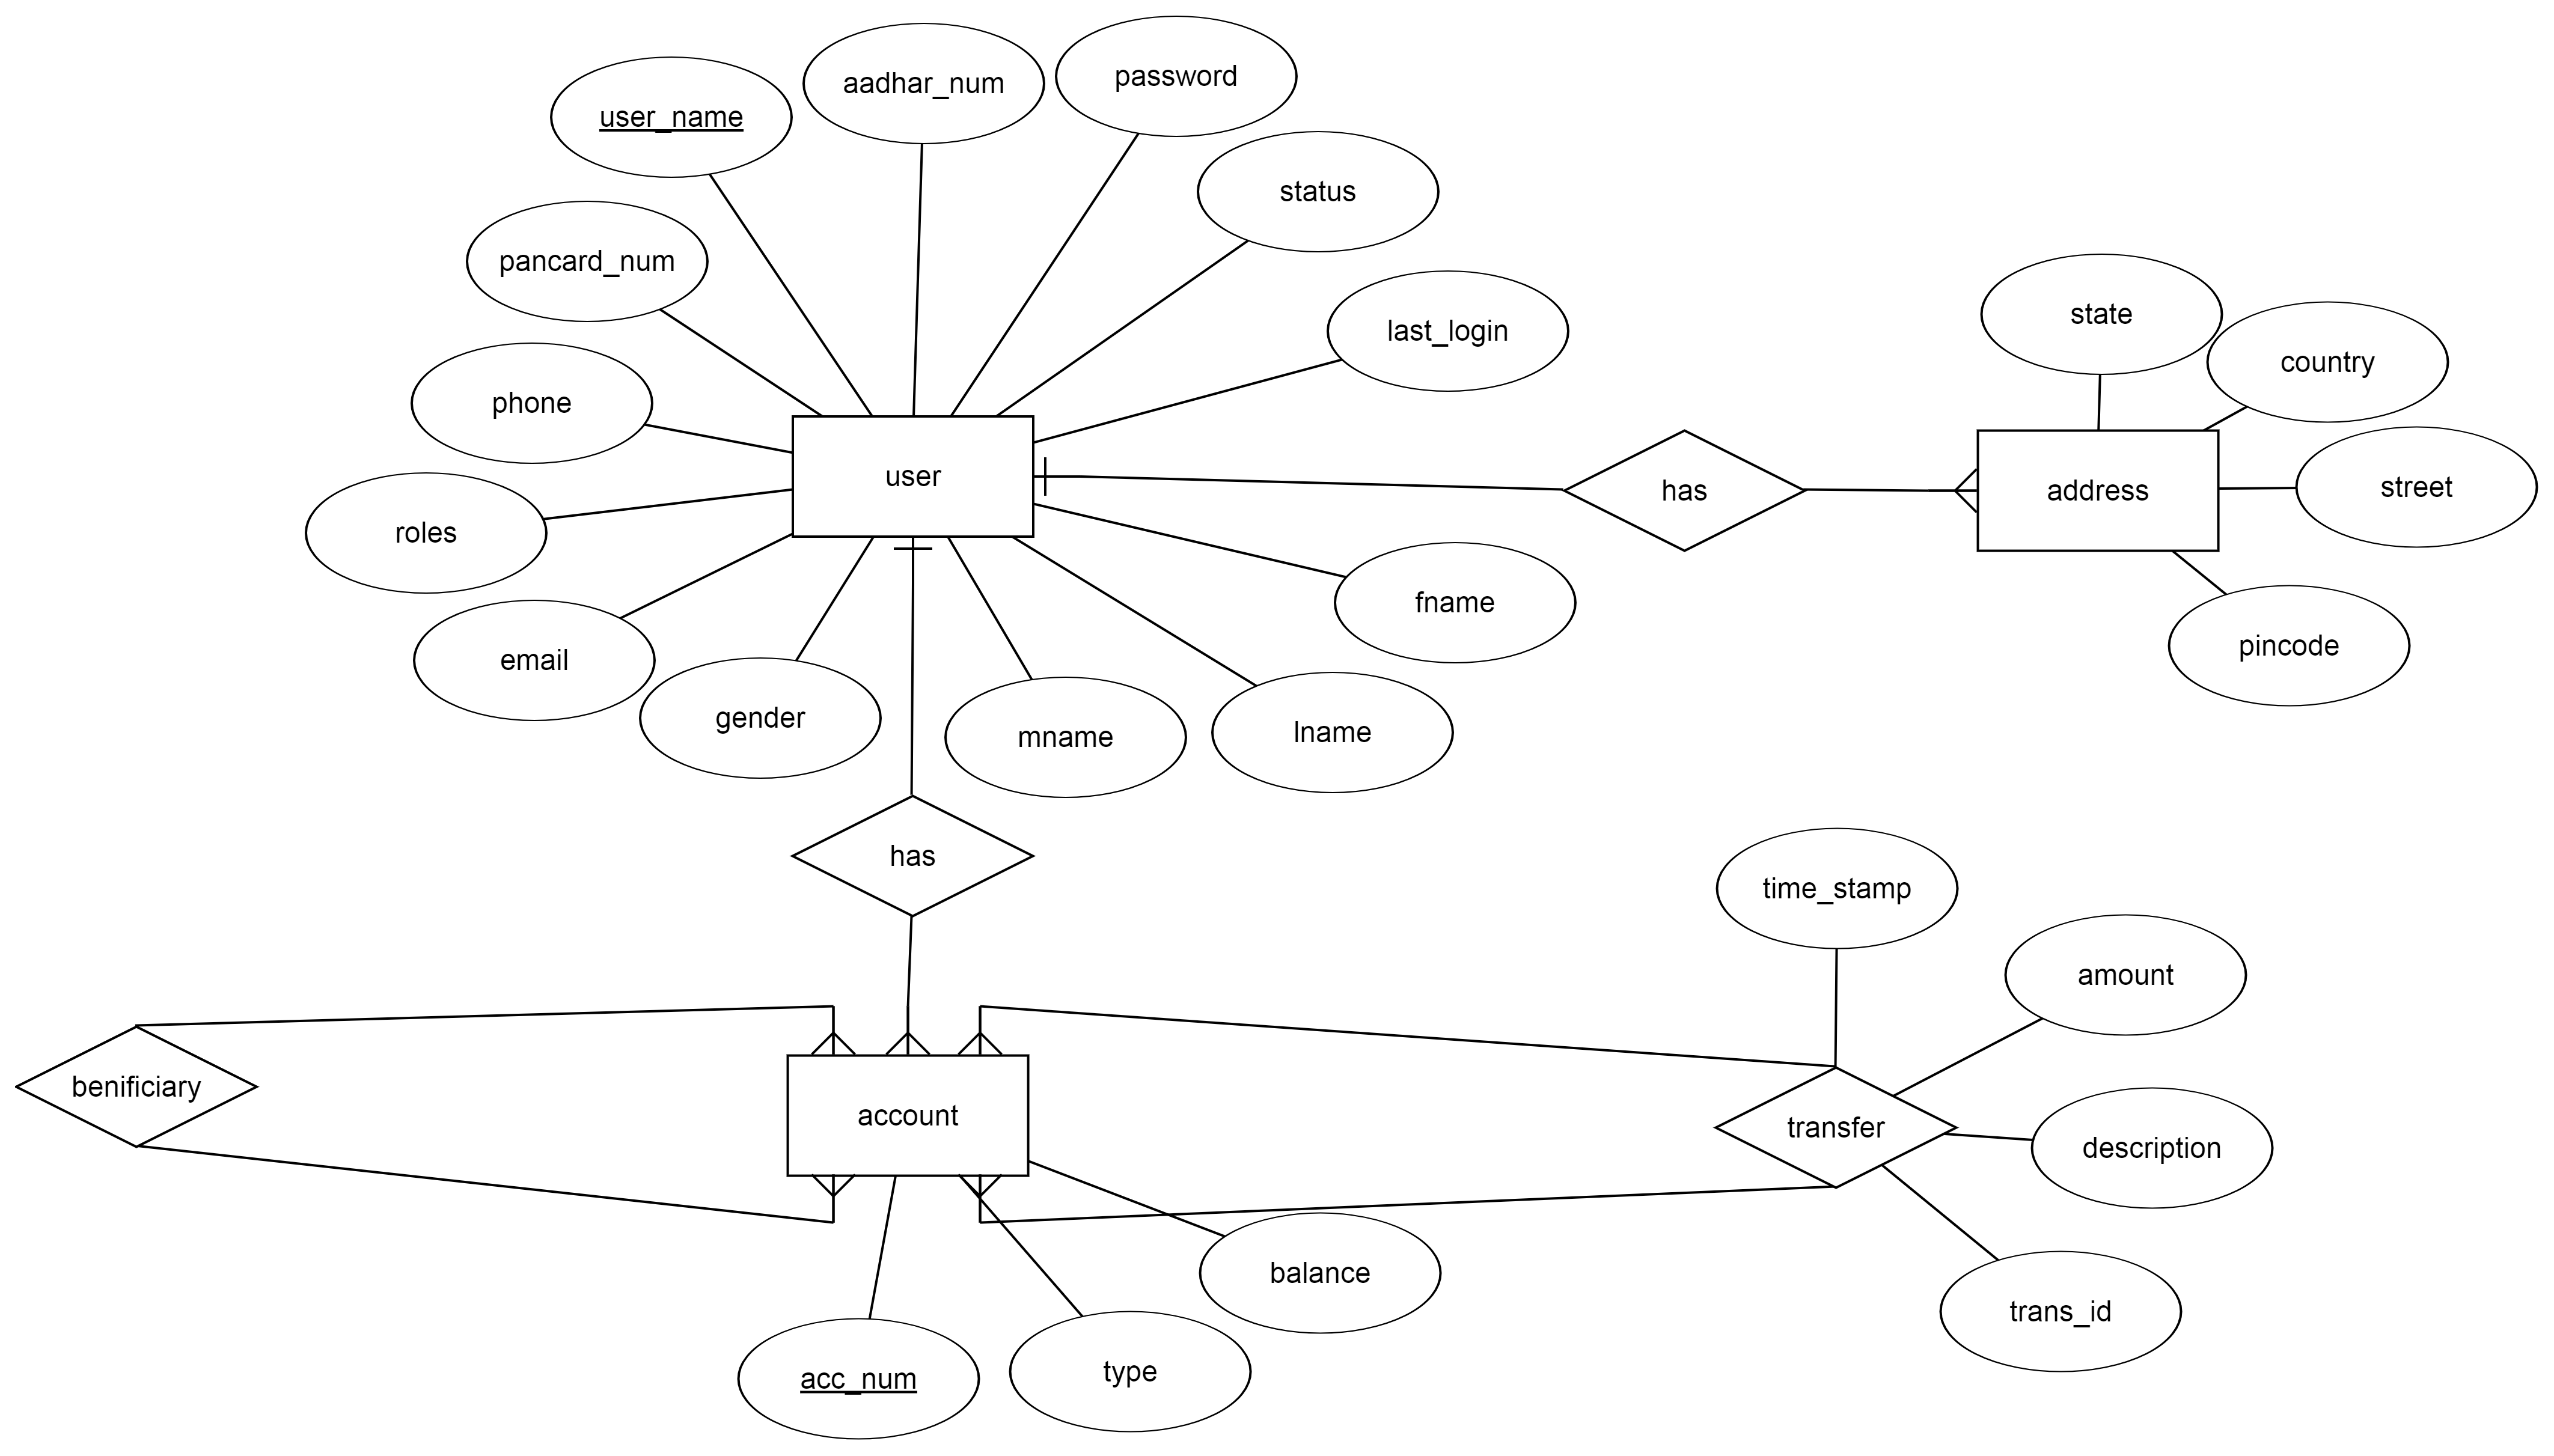 user_name
aadhar_num
password
status
pancard_num
last_login
phone
state
country
user
has
address
street
roles
fname
email
pincode
gender
mname
lname
has
time_stamp
amount
benificiary
account
transfer
description
balance
trans_id
acc_num
type